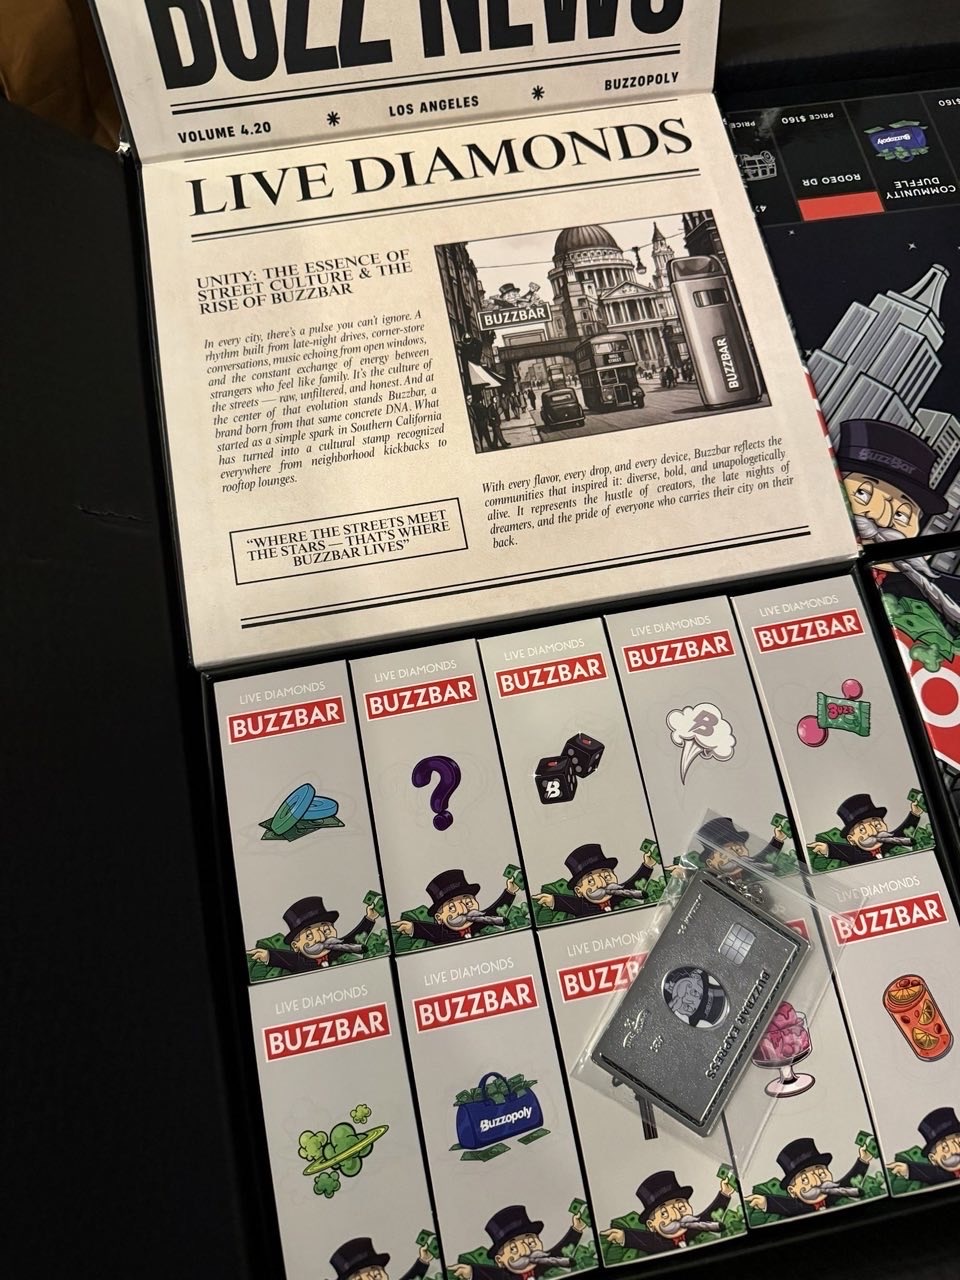 BUZZ NEWS
VOLUME 4.20 * LOS ANGELES * BUZZOPOLY
LIVE DIAMONDS
UNITY: THE ESSENCE OF
STREET CULTURE & THE
RISE OF BUZZBAR
In every city, there's a pulse you can't ignore. A
rhythm built from late-night drives, corner-store
conversations, music echoing from open windows,
and the constant exchange of energy between
strangers who feel like family. It's the culture of
the streets — raw, unfiltered, and honest. And at
the center of that evolution stands Buzzbar, a
brand born from that same concrete DNA. What
started as a simple spark in Southern California
has turned into a cultural stamp recognized
everywhere from neighborhood kickbacks to
rooftop lounges.
"WHERE THE STREETS MEET
THE STARS — THAT'S WHERE
BUZZBAR LIVES"
BUZZBAR
BUZZBAR
With every flavor, every drop, and every device, Buzzbar reflects the
communities that inspired it: diverse, bold, and unapologetically
alive. It represents the hustle of creators, the late nights of
dreamers, and the pride of everyone who carries their city on their
back.
PRICE $160
RODEO DR
Buzzopoly
COMMUNITY
DUFFLE
BuzzBar
LIVE DIAMONDS
BUZZBAR
LIVE DIAMONDS
BUZZBAR
LIVE DIAMONDS
BUZZBAR
B
LIVE DIAMONDS
BUZZBAR
B
LIVE DIAMONDS
BUZZBAR
LIVE DIAMONDS
BUZZBAR
LIVE DIAMONDS
BUZZBAR
Buzzopoly
LIVE DIAMONDS
BUZZB
BUZZBAR EXPRESS
LIVE DIAMONDS
BUZZBAR